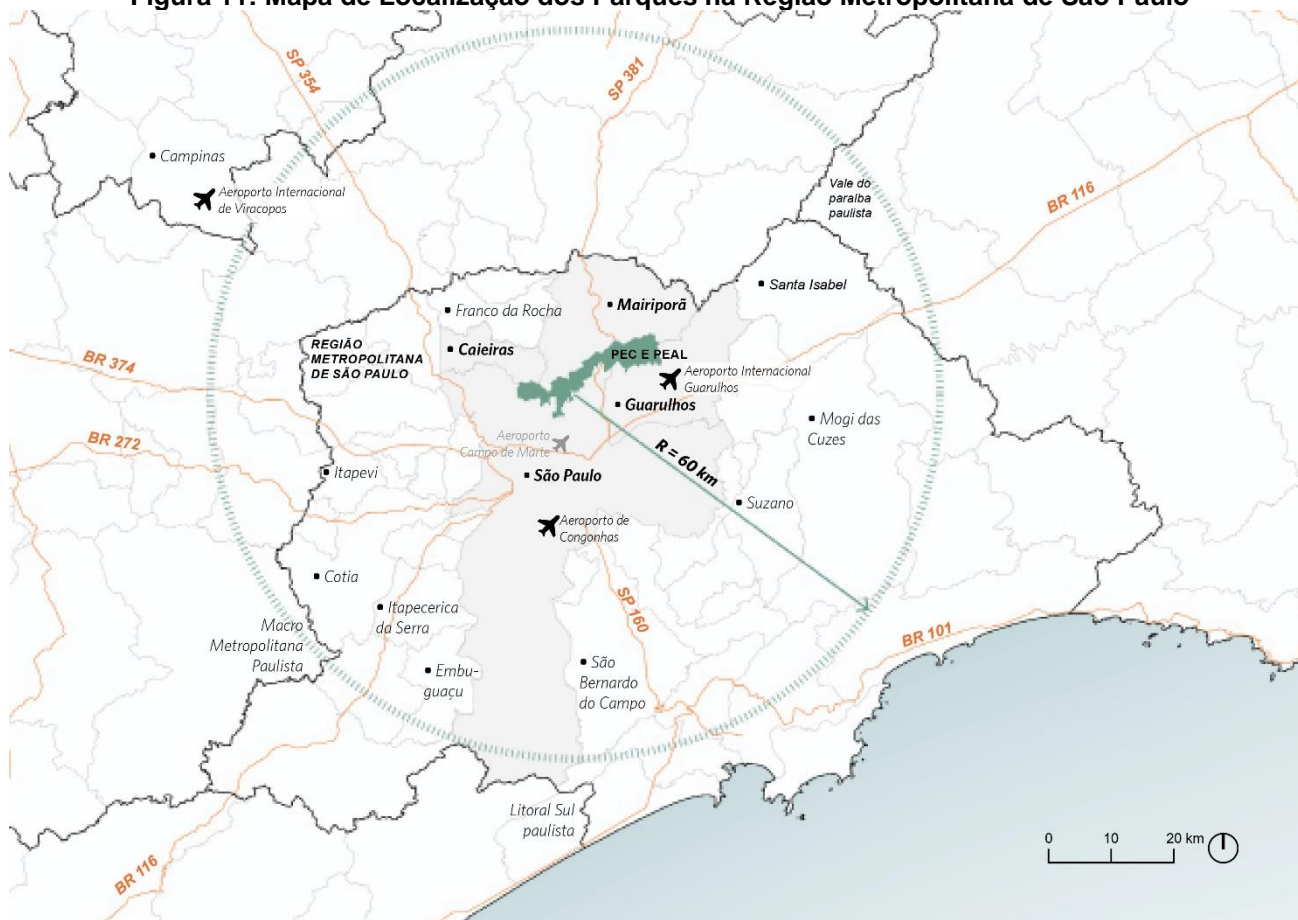 Figura 11: Mapa de Localização dos Parques na Região Metropolitana de São Paulo
SP 354
SP 381
Campinas
Aeroporto Internacional
de Viracopos
Vale do
paraíba
paulista
BR 116
Santa Isabel
Franco da Rocha
Mairiporã
REGIÃO
METROPOLITANA
DE SÃO PAULO
Caieiras
PEC E PEAL
BR 374
Aeroporto Internacional
Guarulhos
Guarulhos
Mogi das
Cuzes
BR 272
Aeroporto
Campo de Marte
R = 60 km
Itapevi
São Paulo
Suzano
Aeroporto de
Congonhas
Cotia
Itapecerica
da Serra
SP 160
Macro
Metropolitana
Paulista
BR 101
Embu-
guaçu
São
Bernardo
do Campo
Litoral Sul
paulista
0 10 20 km
BR 116